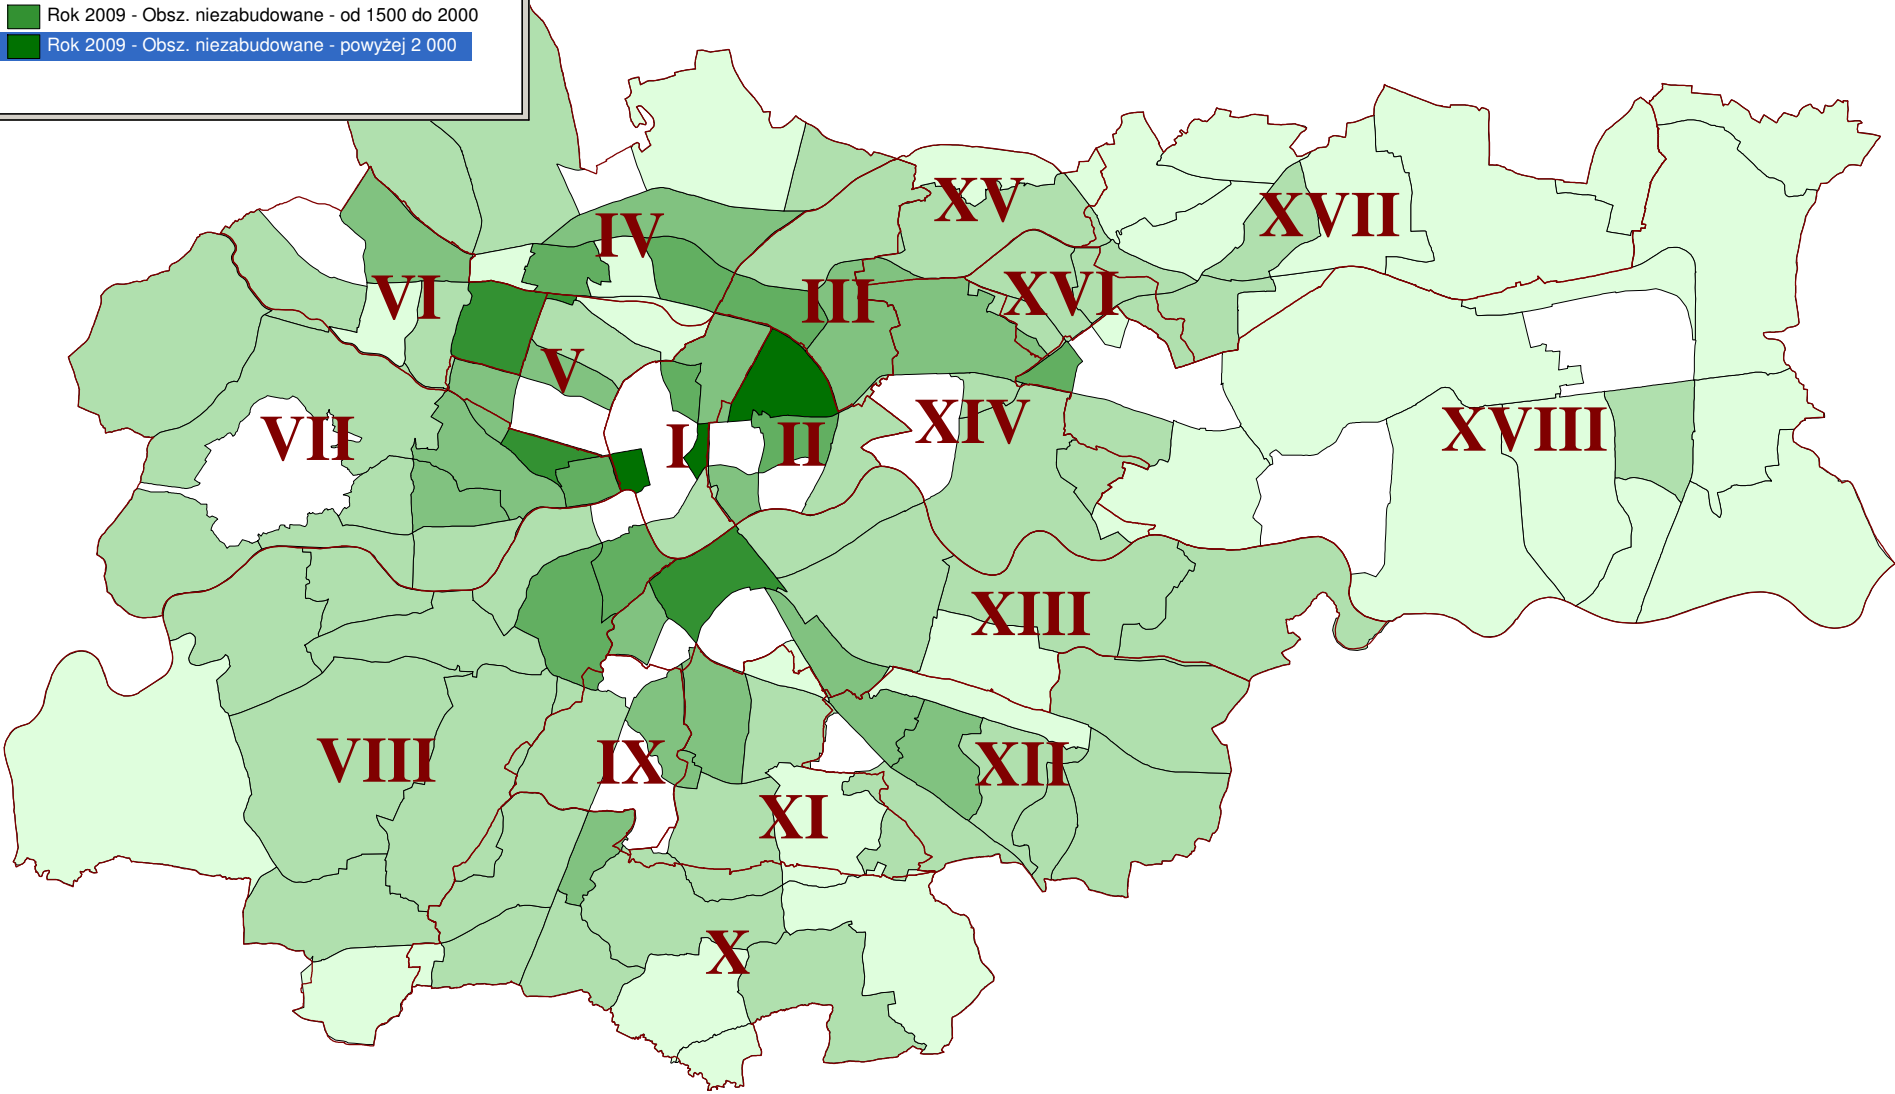 Rok 2009 - Obsz. niezabudowane - od 1500 do 2000
Rok 2009 - Obsz. niezabudowane - powyżej 2 000
XV
XVII
IV
VI
III
XVI
V
VII
I
II
XIV
XVIII
XIII
VIII
IX
XII
XI
X